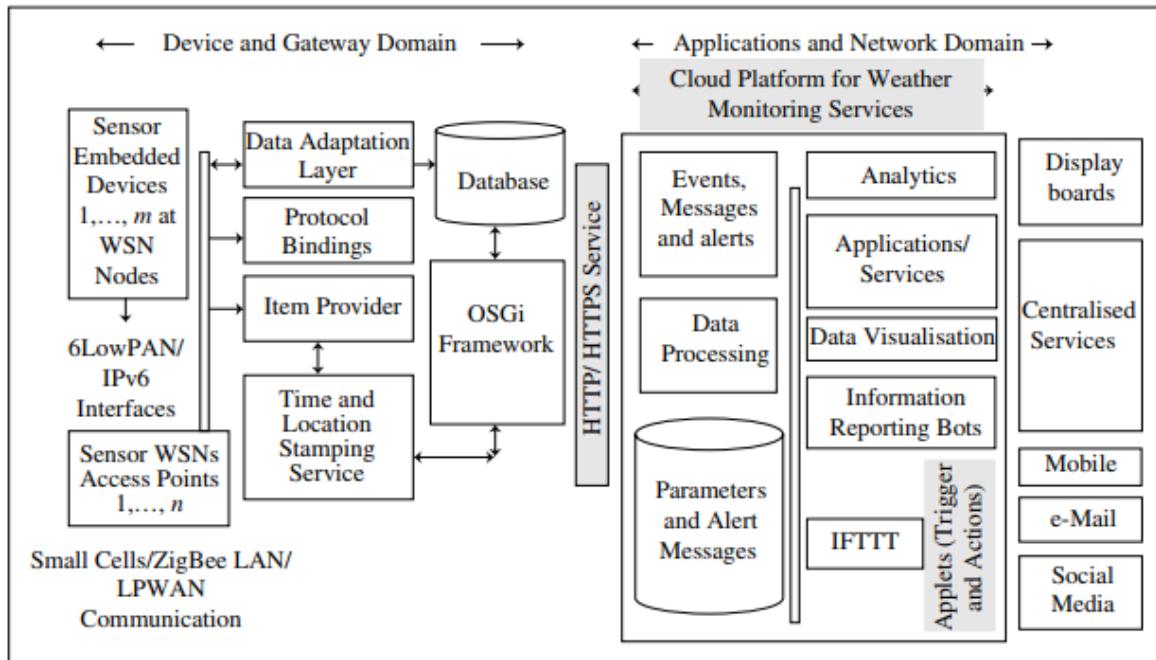 Device and Gateway Domain
Applications and Network Domain
Cloud Platform for Weather
Monitoring Services
Sensor
Embedded
Devices
1,…, m at
WSN
Nodes
6LowPAN/
IPv6
Interfaces
Sensor WSNs
Access Points
1,…, n
Small Cells/ZigBee LAN/
LPWAN
Communication
Data Adaptation
Layer
Protocol
Bindings
Item Provider
Time and
Location
Stamping
Service
Database
OSGi
Framework
HTTP/ HTTPS Service
Events,
Messages
and alerts
Data
Processing
Parameters
and Alert
Messages
Analytics
Applications/
Services
Data Visualisation
Information
Reporting Bots
IFTTT
Applets (Trigger
and Actions)
Display
boards
Centralised
Services
Mobile
e-Mail
Social
Media